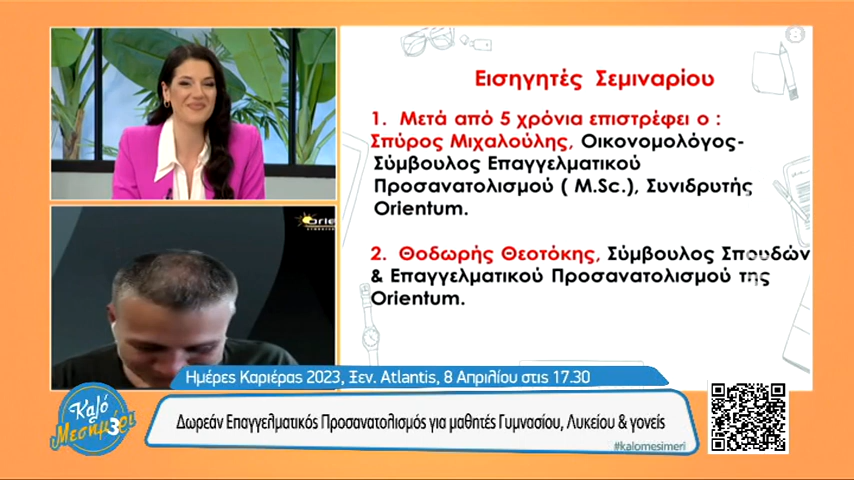 Εισηγητές Σεμιναρίου
1. Μετά από 5 χρόνια επιστρέφει ο :
Σπύρος Μιχαλούλης, Οικονομολόγος-
Σύμβουλος Επαγγελματικού
Προσανατολισμού ( M.Sc.), Συνιδρυτής
Orientum.
2. Θοδωρής Θεοτόκης, Σύμβουλος Σπουδών
& Επαγγελματικού Προσανατολισμού της
Orientum.
Ημέρες Καριέρας 2023, Ξεν. Atlantis, 8 Απριλίου στις 17.30
Δωρεάν Επαγγελματικός Προσανατολισμός για μαθητές Γυμνασίου, Λυκείου & γονείς
#kalomesimeri
Καλό
Μεσημ3ρι